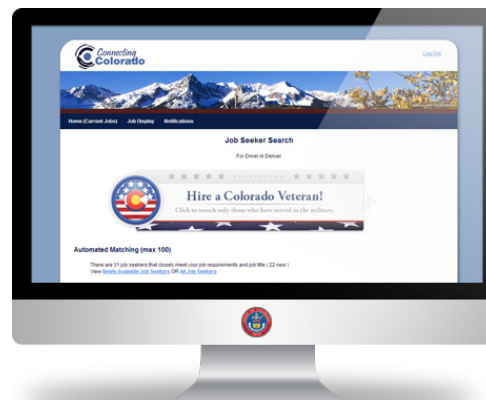 Connecting
Colorado
Log Out
Home (Current Jobs) Job Display Notifications
Job Seeker Search
For Driver in Denver
Hire a Colorado Veteran!
Click to search only those who have served in the military.
Automated Matching (max 100)
There are 31 job seekers that closely meet your job requirements and job title ( 22 new )
View Newly Available Job Seekers OR All Job Seekers